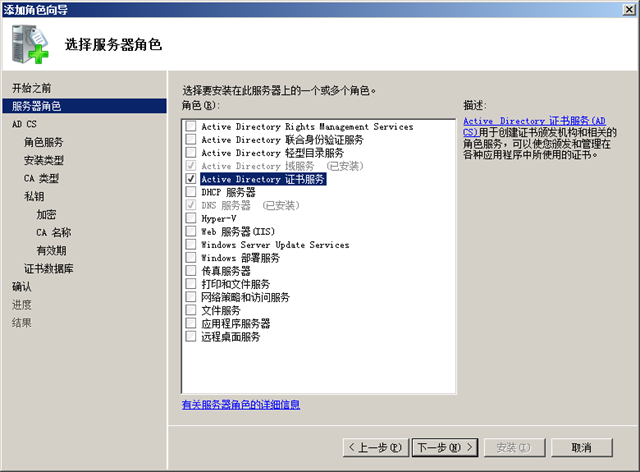 添加角色向导
选择服务器角色
开始之前
服务器角色
AD CS
角色服务
安装类型
CA 类型
私钥
加密
CA 名称
有效期
证书数据库
确认
进度
结果
选择要安装在此服务器上的一个或多个角色。
角色(R):
Active Directory Rights Management Services
Active Directory 联合身份验证服务
Active Directory 轻型目录服务
Active Directory 域服务 (已安装)
Active Directory 证书服务
DHCP 服务器
DNS 服务器 (已安装)
Hyper-V
Web 服务器(IIS)
Windows Server Update Services
Windows 部署服务
传真服务器
打印和文件服务
网络策略和访问服务
文件服务
应用程序服务器
远程桌面服务
有关服务器角色的详细信息
描述:
Active Directory 证书服务(AD
CS)用于创建证书颁发机构和相关的
角色服务，可以使您颁发和管理在
各种应用程序中所使用的证书。
< 上一步(P)
下一步(N) >
安装(I)
取消